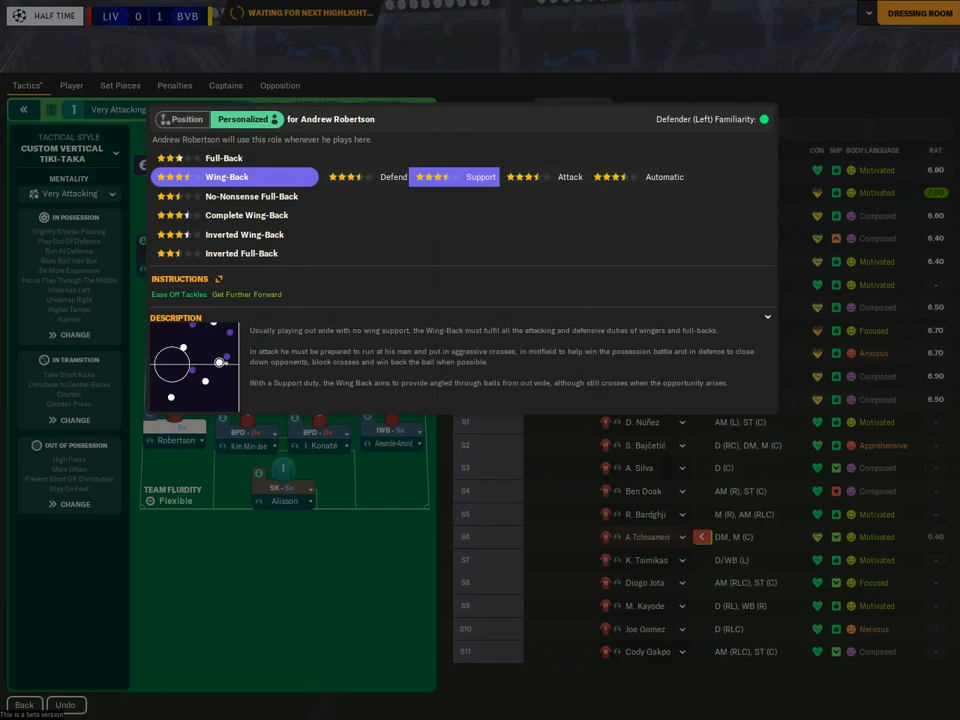 HALF TIME
LIV 0 1 BVB
WAITING FOR NEXT HIGHLIGHT...
DRESSING ROOM
Tactics* Player Set Pieces Penalties Captains Opposition
1 Very Attacking
TACTICAL STYLE
CUSTOM VERTICAL
TIKI-TAKA
MENTALITY
Very Attacking
IN POSSESSION
Slightly Shorter Passing
Play Out Of Defense
Run At Defense
Work Ball Into Box
Be More Expressive
Focus Play Through The Middle
Underlap Left
Underlap Right
Higher Tempo
Narrow
CHANGE
IN TRANSITION
Take Short Kicks
Distribute to Centre-Backs
Counter
Counter-Press
CHANGE
OUT OF POSSESSION
High Press
More Often
Prevent Short GK Distribution
Stay On Feet
CHANGE
Position Personalized for Andrew Robertson
Defender (Left) Familiarity:
Andrew Robertson will use this role whenever he plays here.
Full-Back
Wing-Back Defend Support Attack Automatic
No-Nonsense Full-Back
Complete Wing-Back
Inverted Wing-Back
Inverted Full-Back
INSTRUCTIONS
Ease Off Tackles Get Further Forward
DESCRIPTION
Usually playing out wide with no wing support, the Wing-Back must fulfil all the attacking and defensive duties of wingers and full-backs.
In attack he must be prepared to run at his man and put in aggressive crosses, in midfield to help win the possession battle and in defence to close
down opponents, block crosses and win back the ball when possible.
With a Support duty, the Wing Back aims to provide angled through balls from out wide, although still crosses when the opportunity arises.
BPD - De BPD - De IWB - Su
Robertson Kim Min-Jae I. Konaté Alexander-Arnold
1
SK - Su
Alisson
TEAM FLUIDITY
Flexible
CON SHP BODY LANGUAGE RAT
Motivated 6.80
Motivated 7.00
Composed 6.60
Composed 6.40
Motivated 6.40
Motivated -
Composed 6.50
Focused 6.70
Anxious 6.70
Composed 6.90
Composed 6.50
S1 D. Núñez AM (L), ST (C) Motivated -
S2 S. Bajčetić D (RC), DM, M (C) Apprehensive -
S3 A. Silva D (C) Composed -
S4 Ben Doak AM (R), ST (C) Composed -
S5 R. Bardghji M (R), AM (RLC) Motivated -
S6 A.Tchouaméni DM, M (C) Motivated 6.40
S7 K. Tsimikas D/WB (L) Motivated -
S8 Diogo Jota AM (RLC), ST (C) Focused -
S9 M. Kayode D (RL), WB (R) Motivated -
S10 Joe Gomez D (RLC) Nervous -
S11 Cody Gakpo AM (RLC), ST (C) Composed -
Back Undo
This is a beta version